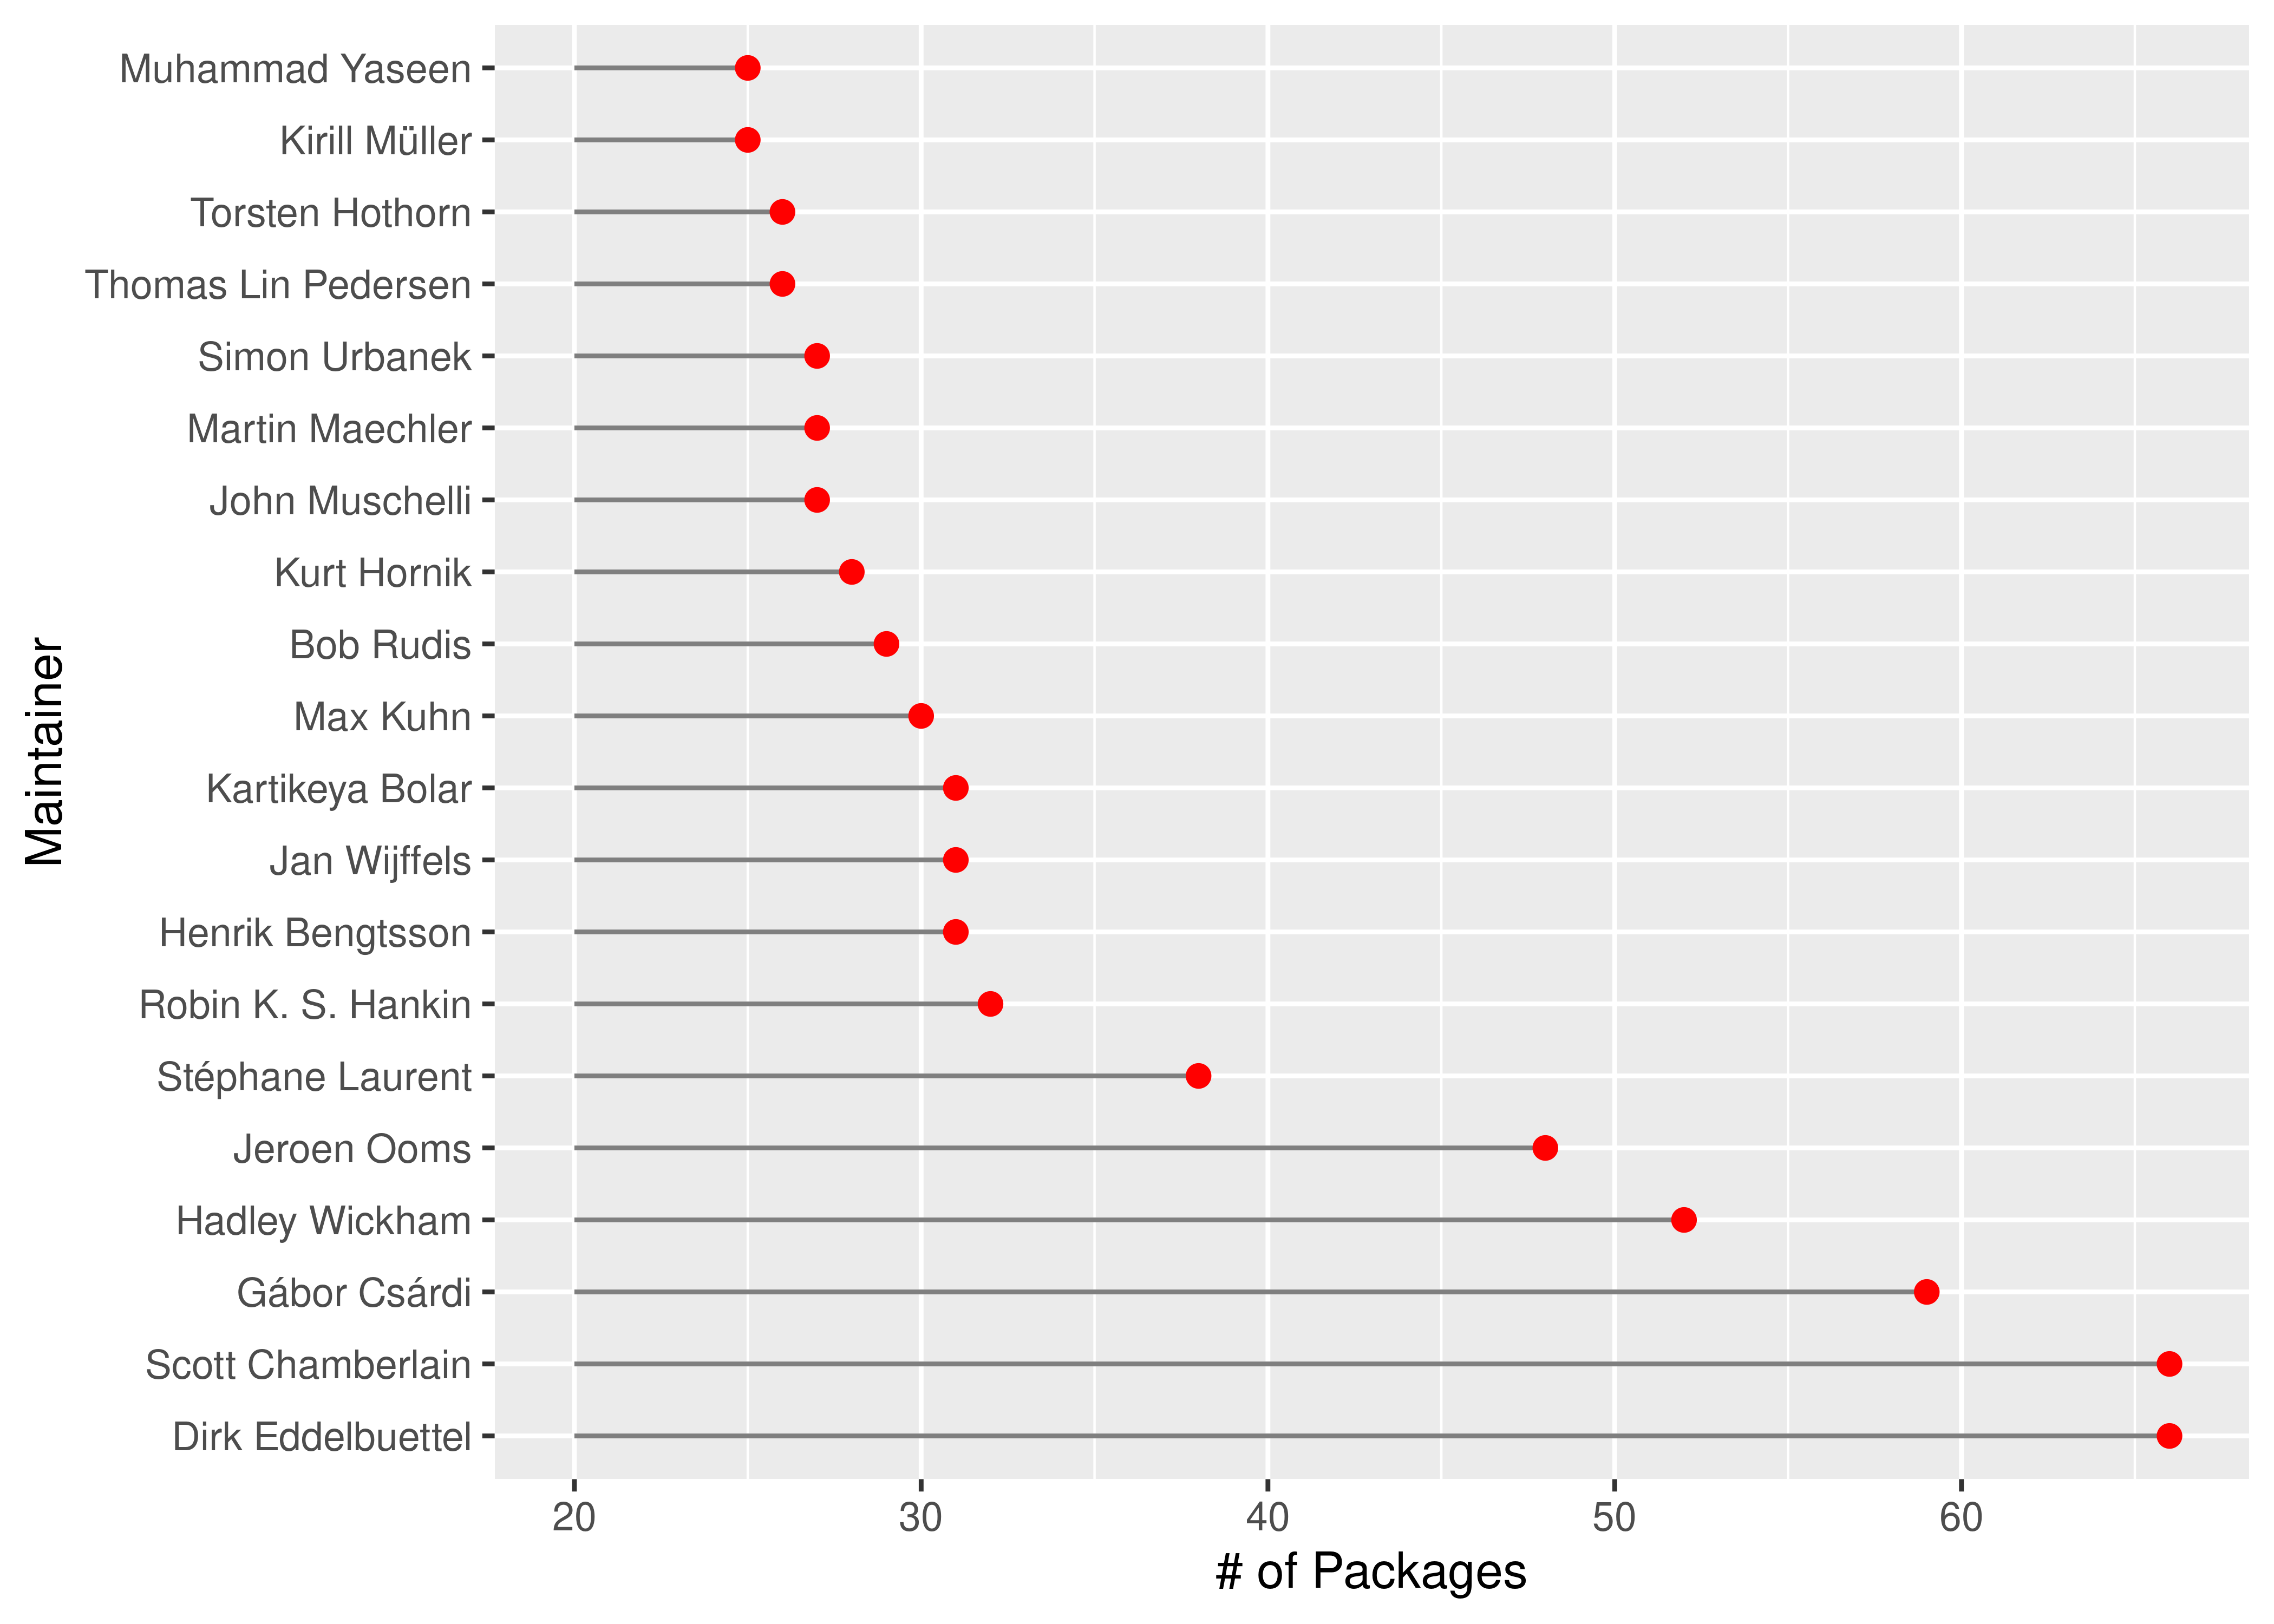 Muhammad Yaseen
Kirill Müller
Torsten Hothorn
Thomas Lin Pedersen
Simon Urbanek
Martin Maechler
John Muschelli
Kurt Hornik
Bob Rudis
Max Kuhn
Kartikeya Bolar
Jan Wijffels
Henrik Bengtsson
Robin K. S. Hankin
Stéphane Laurent
Jeroen Ooms
Hadley Wickham
Gábor Csárdi
Scott Chamberlain
Dirk Eddelbuettel
Maintainer
20 30 40 50 60
# of Packages